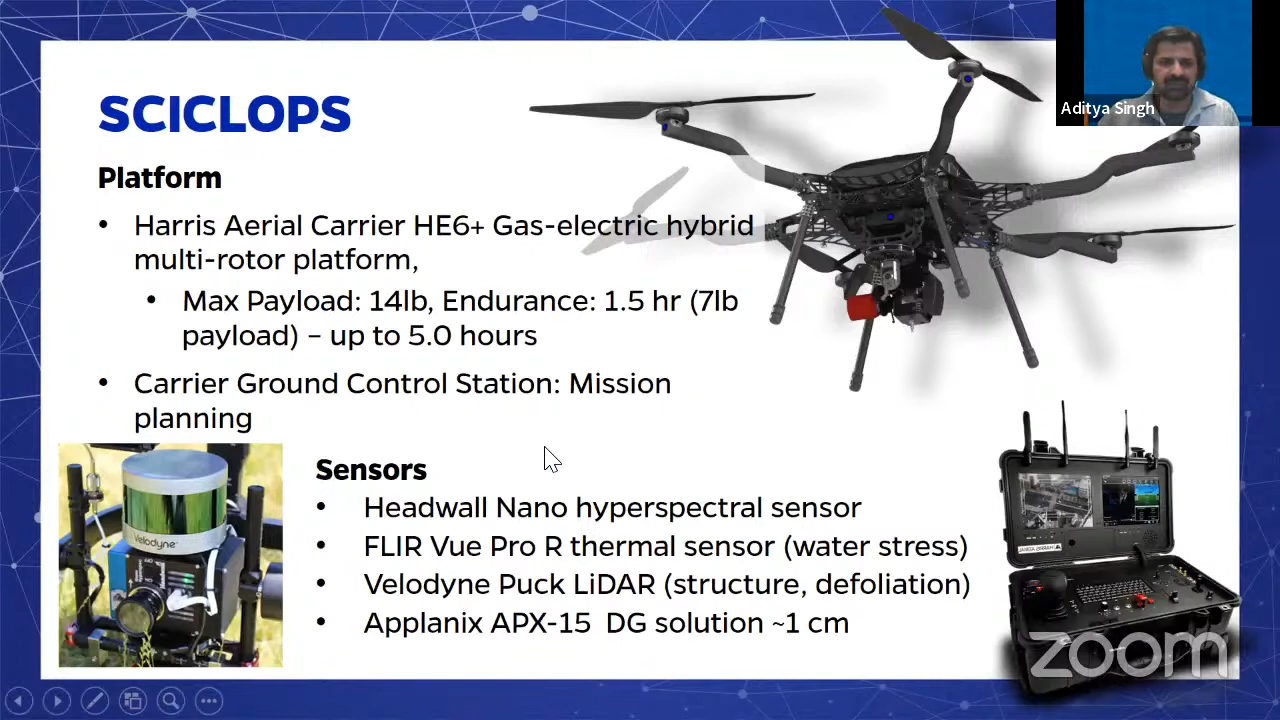 SCICLOPS
Aditya Singh
Platform
• Harris Aerial Carrier HE6+ Gas-electric hybrid
multi-rotor platform,
• Max Payload: 14lb, Endurance: 1.5 hr (7lb
payload) – up to 5.0 hours
• Carrier Ground Control Station: Mission
planning
Velodyne
Sensors
• Headwall Nano hyperspectral sensor
• FLIR Vue Pro R thermal sensor (water stress)
• Velodyne Puck LiDAR (structure, defoliation)
• Applanix APX-15 DG solution ~1 cm
HARRIS AERIAL
zoom